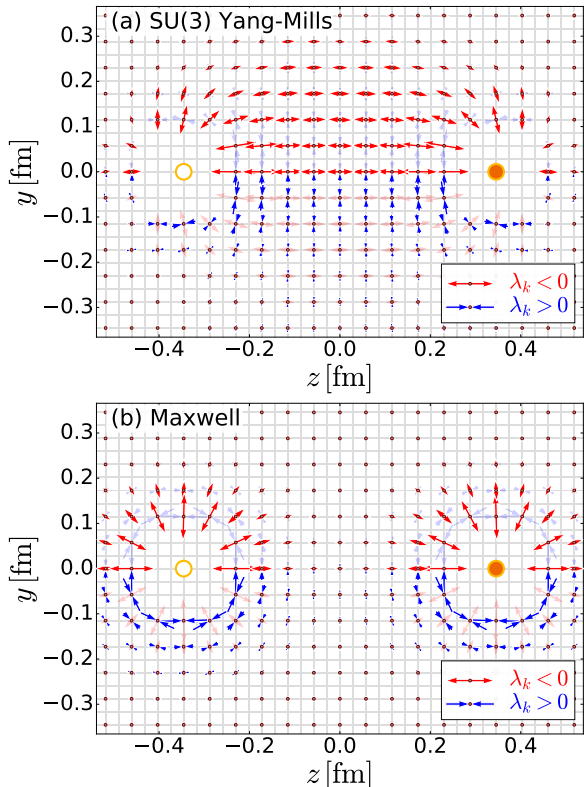 (a) SU(3) Yang-Mills
0.3
0.2
0.1
0.0
−0.1
−0.2
−0.3
y [fm]
λk < 0
λk > 0
−0.4 −0.2 0.0 0.2 0.4
z [fm]
(b) Maxwell
0.3
0.2
0.1
0.0
−0.1
−0.2
−0.3
y [fm]
λk < 0
λk > 0
−0.4 −0.2 0.0 0.2 0.4
z [fm]